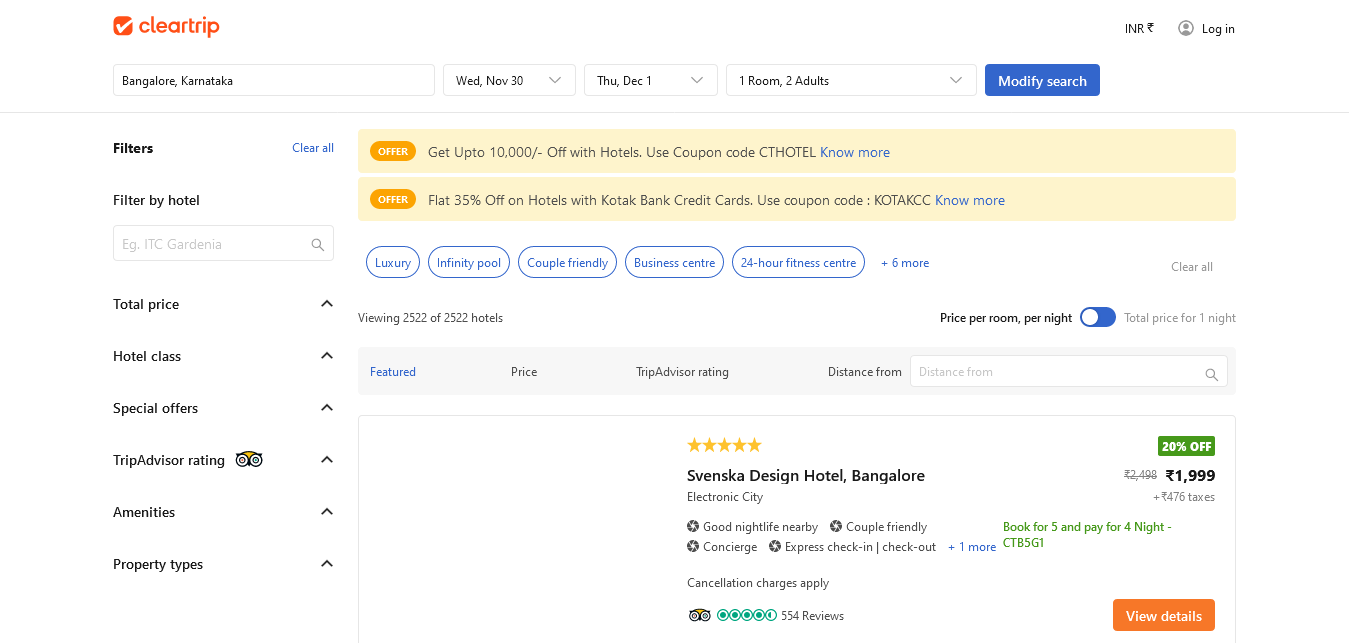 cleartrip
INR ₹
Log in
Bangalore, Karnataka
Wed, Nov 30
Thu, Dec 1
1 Room, 2 Adults
Modify search
Filters
Clear all
Filter by hotel
Eg. ITC Gardenia
Total price
Hotel class
Special offers
TripAdvisor rating
Amenities
Property types
OFFER Get Upto 10,000/- Off with Hotels. Use Coupon code CTHOTEL Know more
OFFER Flat 35% Off on Hotels with Kotak Bank Credit Cards. Use coupon code : KOTAKCC Know more
Luxury
Infinity pool
Couple friendly
Business centre
24-hour fitness centre
+ 6 more
Clear all
Viewing 2522 of 2522 hotels
Price per room, per night
Total price for 1 night
Featured
Price
TripAdvisor rating
Distance from
Distance from
20% OFF
Svenska Design Hotel, Bangalore
₹2,498 ₹1,999
Electronic City
+ ₹476 taxes
Good nightlife nearby
Couple friendly
Concierge
Express check-in | check-out
+ 1 more
Book for 5 and pay for 4 Night -
CTB5G1
Cancellation charges apply
554 Reviews
View details